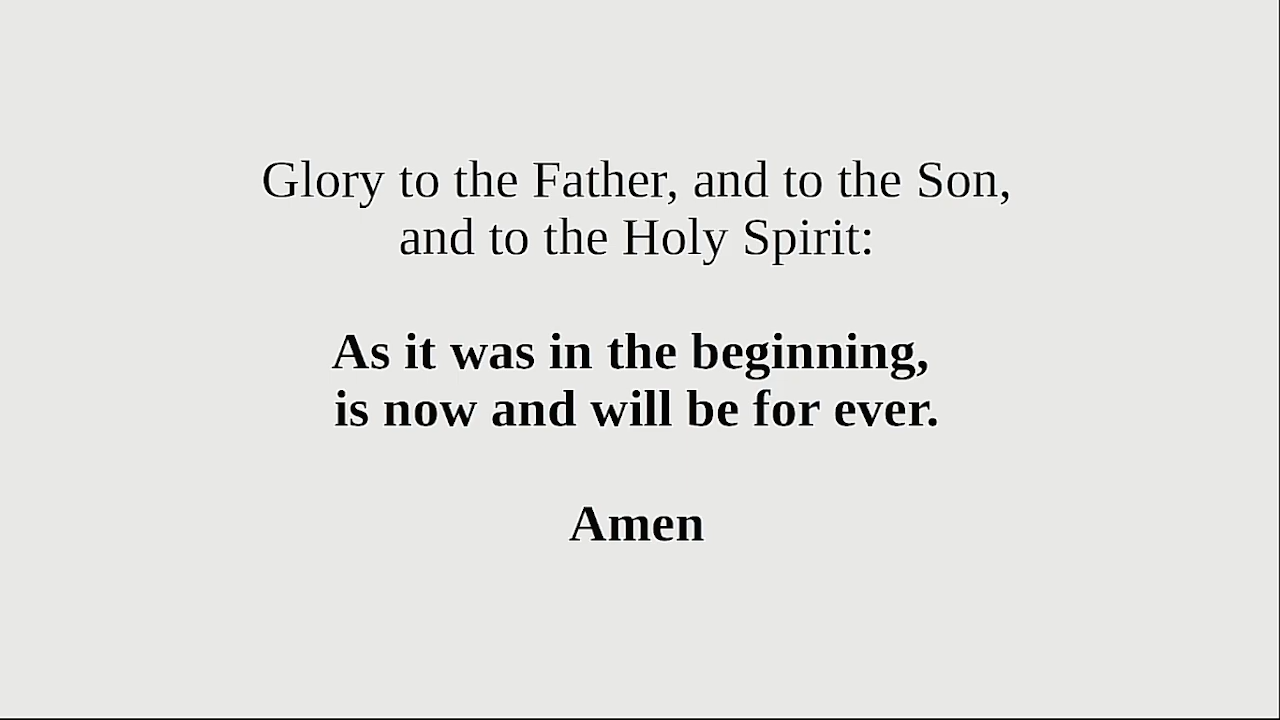 Glory to the Father, and to the Son,
and to the Holy Spirit:
As it was in the beginning,
is now and will be for ever.
Amen